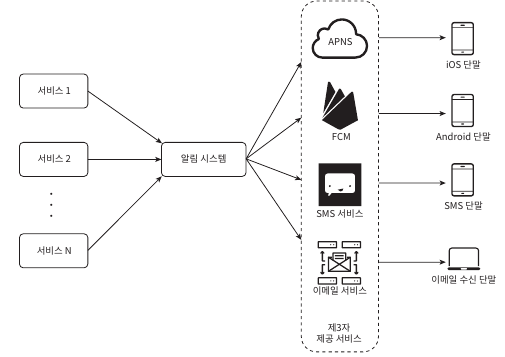 서비스 1
서비스 2
서비스 N
알림 시스템
APNS
FCM
SMS 서비스
이메일 서비스
제3자
제공 서비스
iOS 단말
Android 단말
SMS 단말
이메일 수신 단말